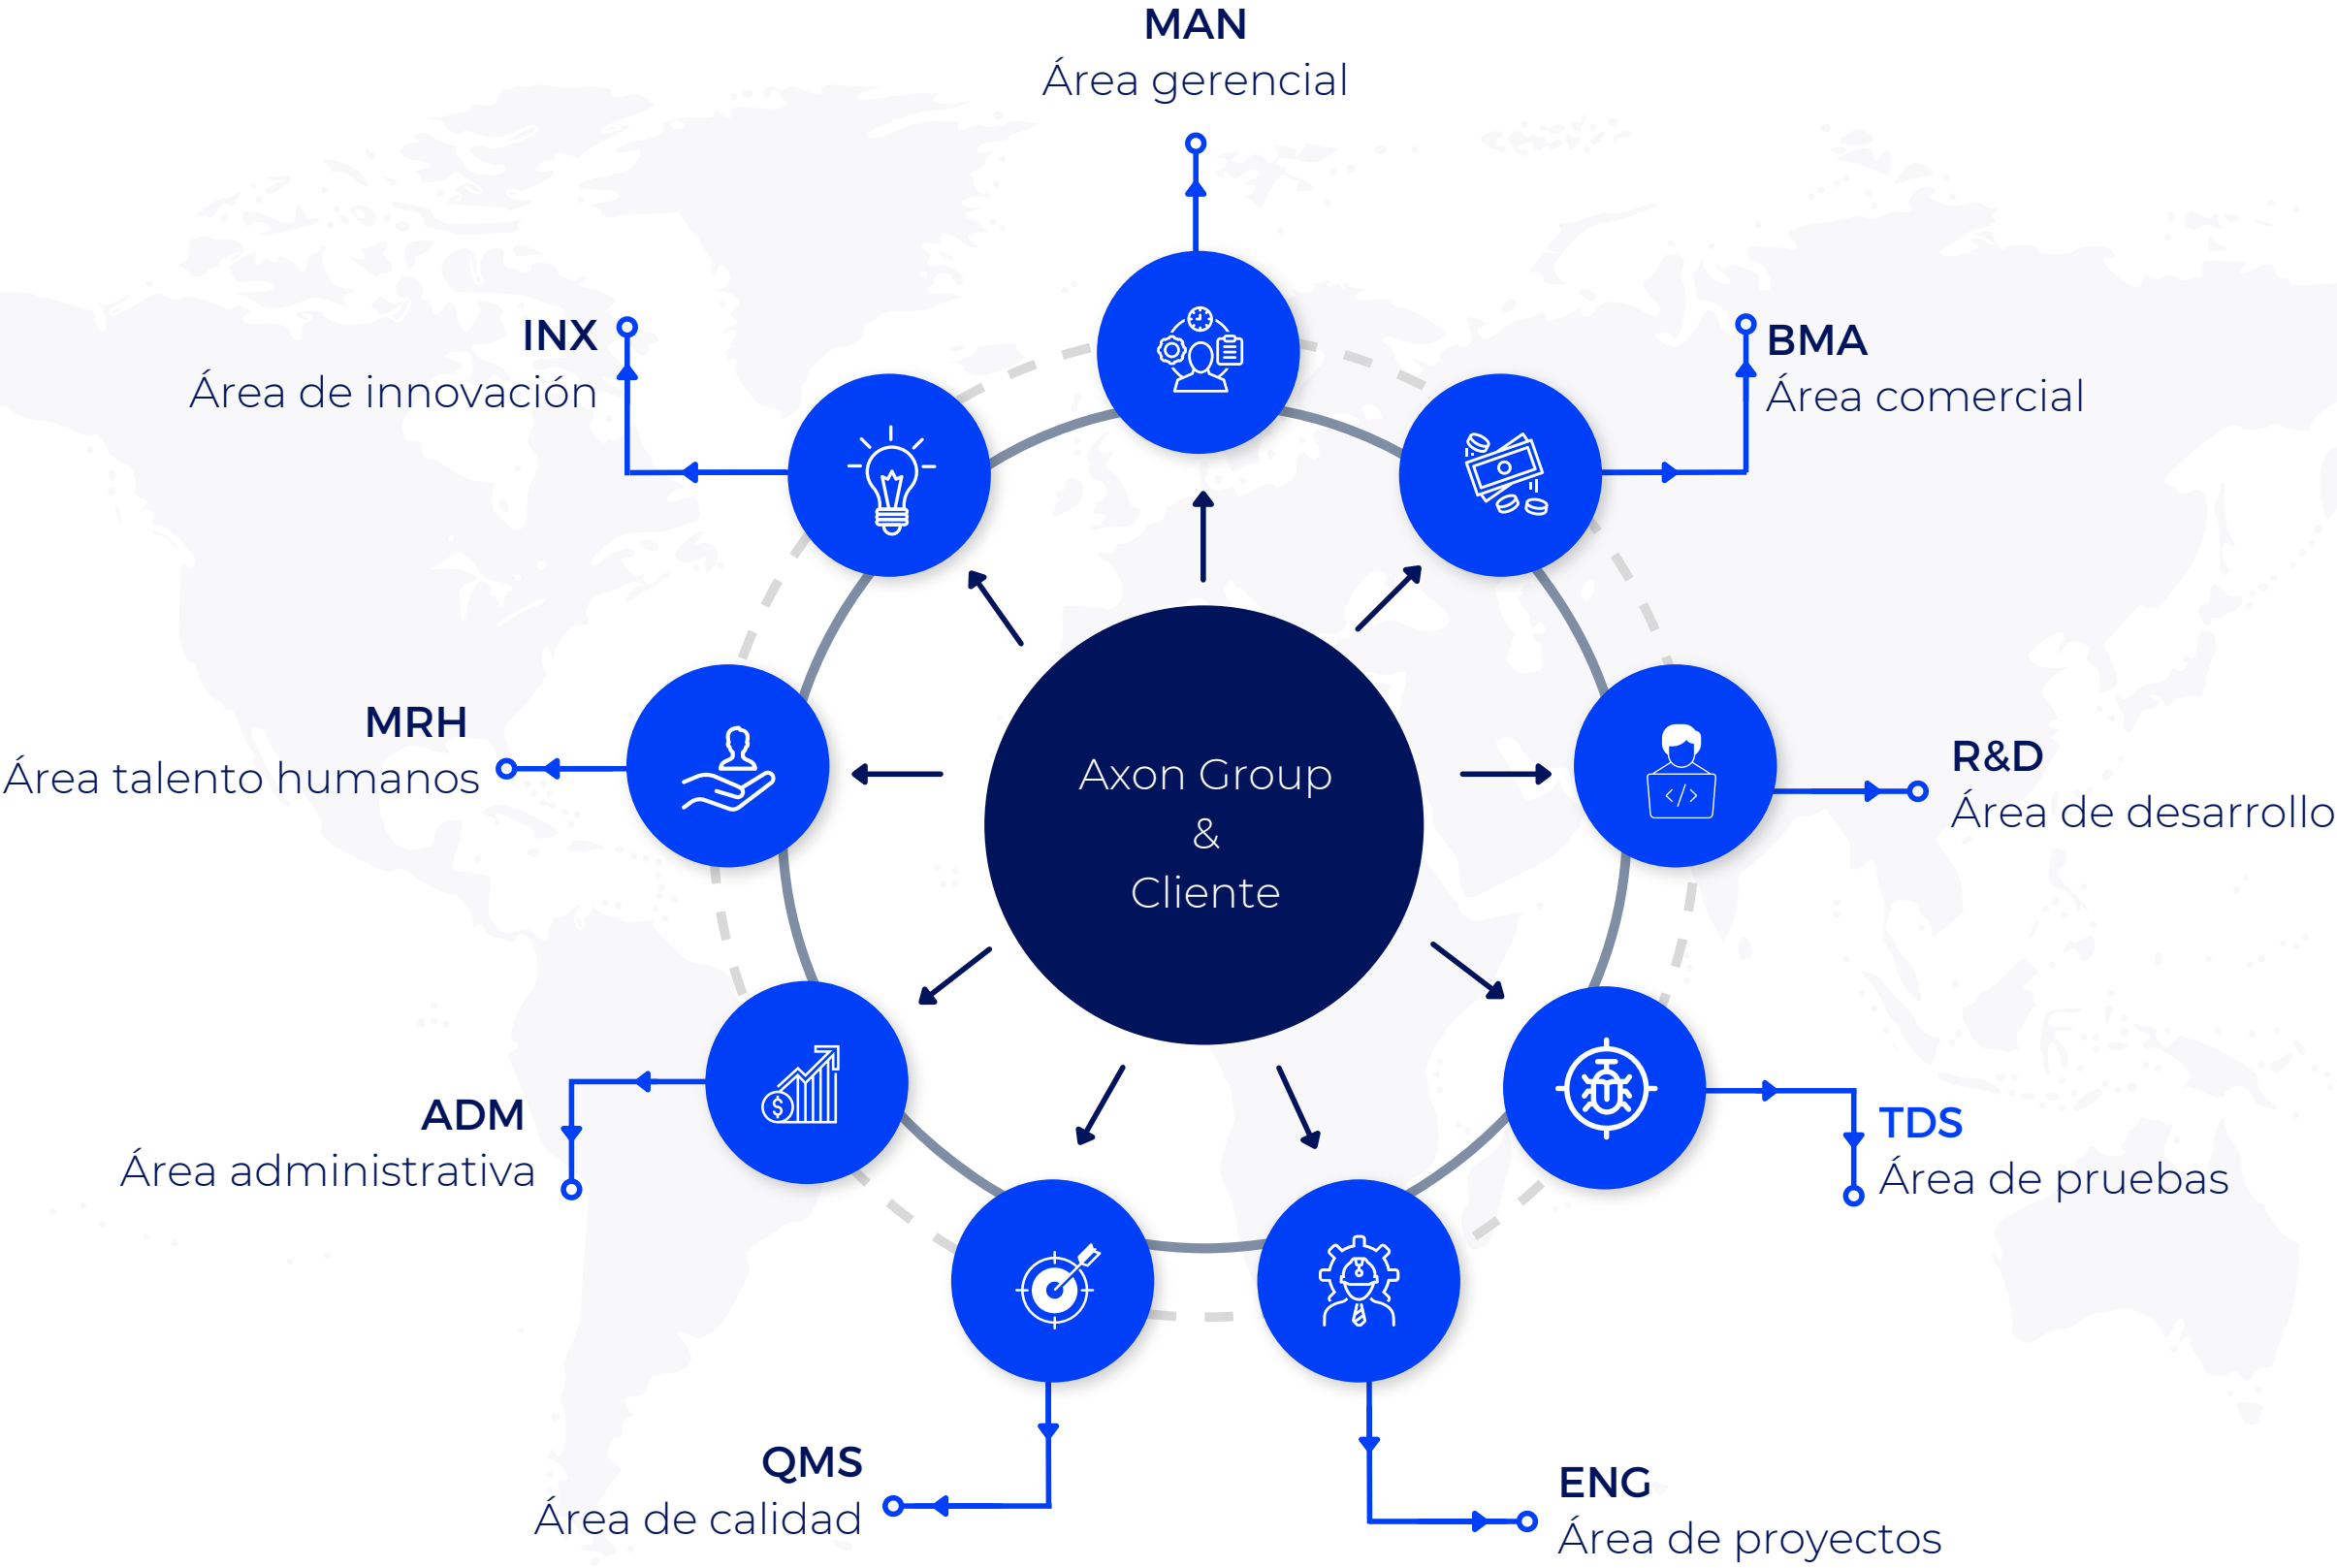 MAN
Área gerencial
INX
Área de innovación
BMA
Área comercial
MRH
Área talento humanos
Axon Group
&
Cliente
R&D
Área de desarrollo
ADM
Área administrativa
TDS
Área de pruebas
QMS
Área de calidad
ENG
Área de proyectos